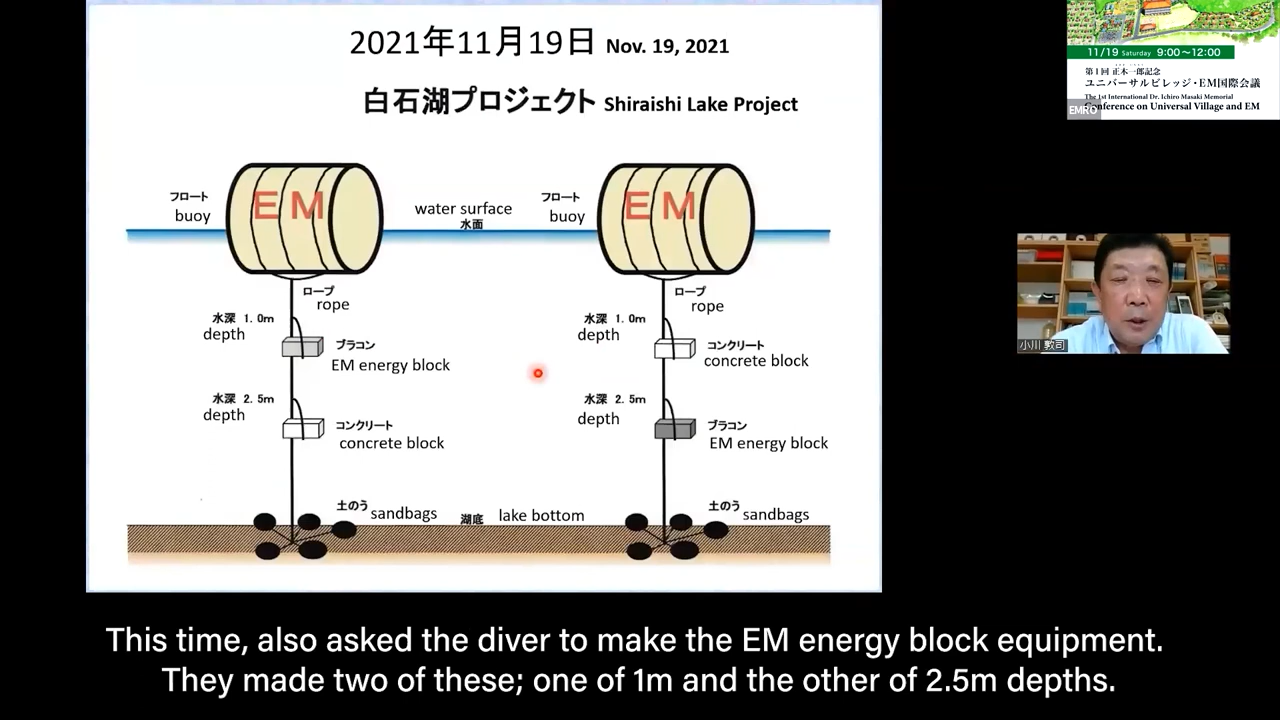 2021年11月19日 Nov. 19, 2021
白石湖プロジェクト Shiraishi Lake Project
フロート
buoy
EM
water surface
水面
フロート
buoy
EM
ロープ
rope
水深 1.0m
depth
ブラコン
EM energy block
水深 2.5m
depth
コンクリート
concrete block
土のう sandbags
湖底 lake bottom
ロープ
rope
水深 1.0m
depth
コンクリート
concrete block
水深 2.5m
depth
ブラコン
EM energy block
土のう sandbags
11/19 Saturday 9:00～12:00
第1回 正木一郎記念
ユニバーサルビレッジ・EM国際会議
The 1st International Dr. Ichiro Masaki Memorial
Conference on Universal Village and EM
EMRO
小川 敦司
This time, also asked the diver to make the EM energy block equipment.
They made two of these; one of 1m and the other of 2.5m depths.